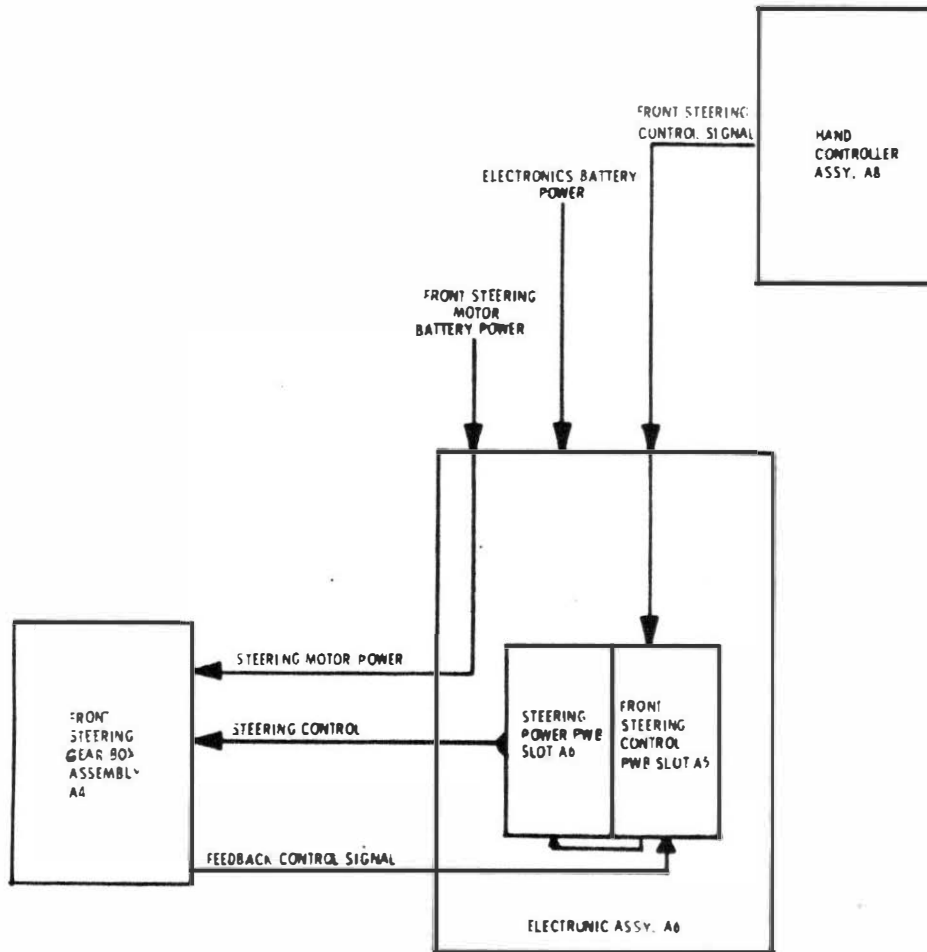 FRONT STEERING
CONTROL SIGNAL
HAND
CONTROLLER
ASSY. A8
ELECTRONICS BATTERY
POWER
FRONT STEERING
MOTOR
BATTERY POWER
STEERING MOTOR POWER
STEERING CONTROL
FRONT
STEERING
GEAR BOX
ASSEMBLY
A4
STEERING
POWER PWB
SLOT A6
FRONT
STEERING
CONTROL
PWB SLOT A5
FEEDBACK CONTROL SIGNAL
ELECTRONIC ASSY. A6